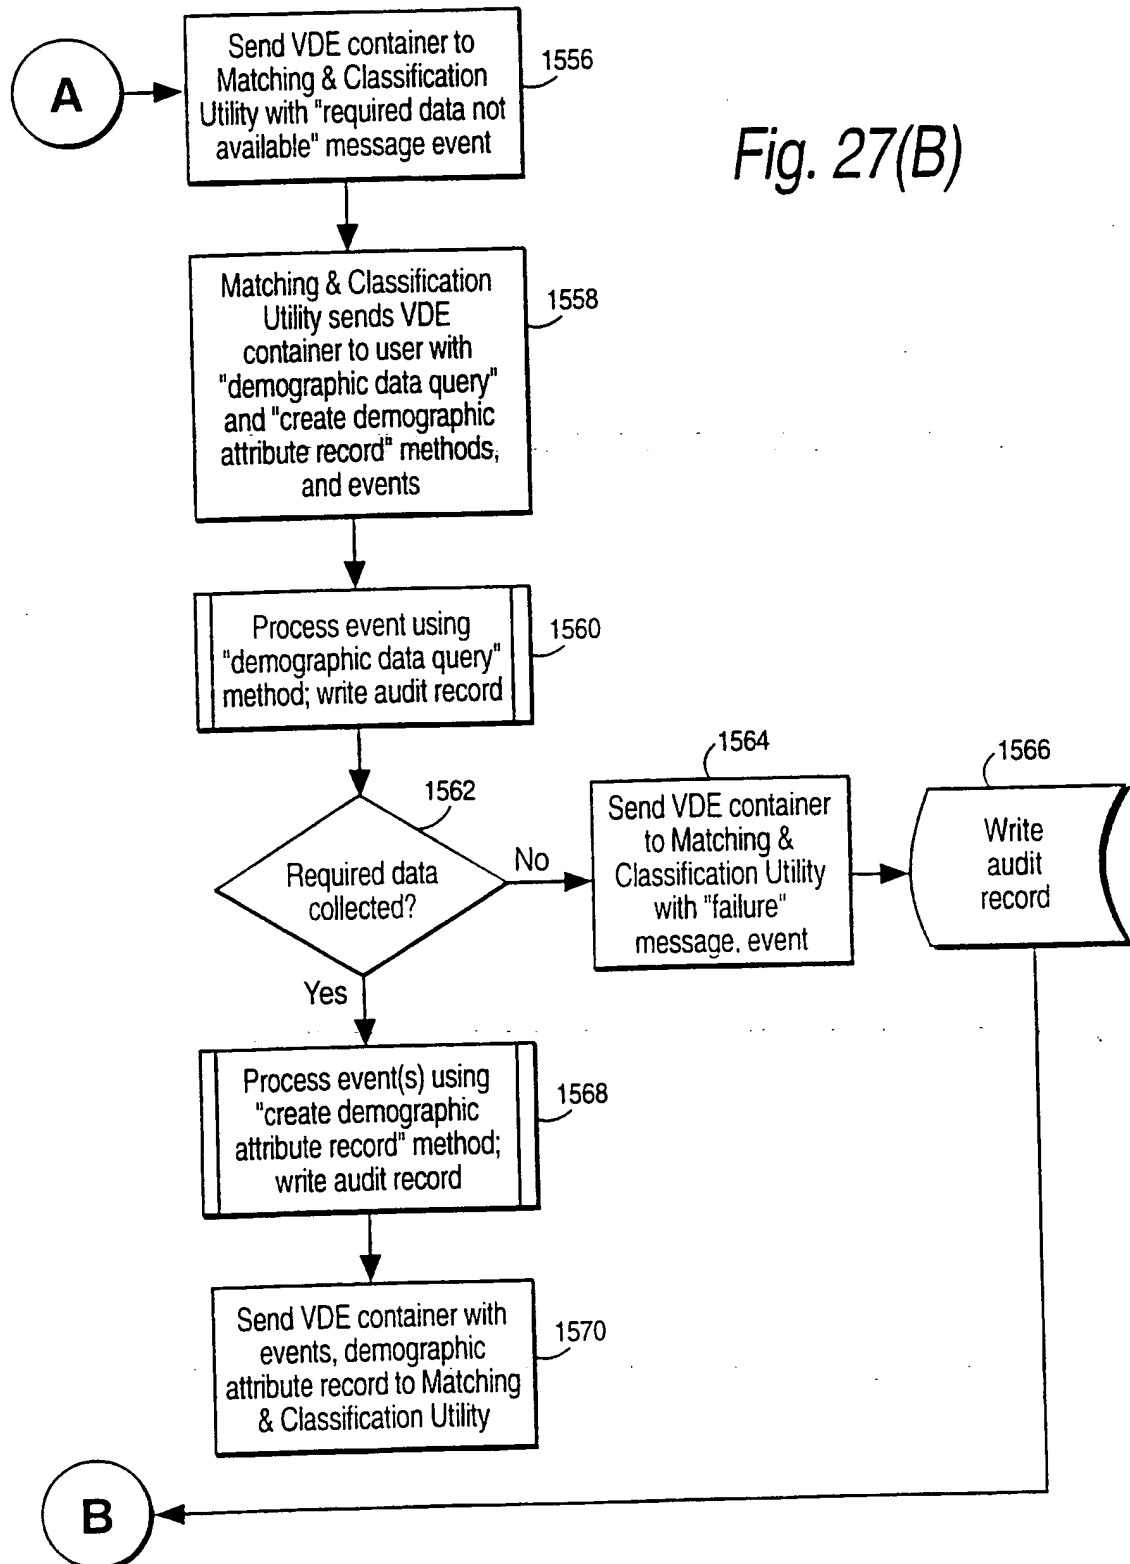 A
Send VDE container to
Matching & Classification
Utility with "required data not
available" message event
1556
Fig. 27(B)
Matching & Classification
Utility sends VDE
container to user with
"demographic data query"
and "create demographic
attribute record" methods,
and events
1558
Process event using
"demographic data query"
method; write audit record
1560
1562
Required data
collected?
No
Yes
1564
Send VDE container
to Matching &
Classification Utility
with "failure"
message. event
1566
Write
audit
record
Process event(s) using
"create demographic
attribute record" method;
write audit record
1568
Send VDE container with
events, demographic
attribute record to Matching
& Classification Utility
1570
B